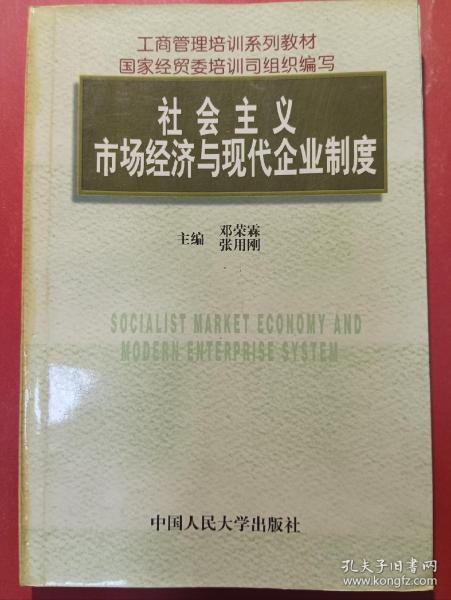 工商管理培训系列教材
国家经贸委培训司组织编写
社会主义
市场经济与现代企业制度
主编 邓荣霖
张用刚
SOCIALIST MARKET ECONOMY AND
MODERN ENTERPRISE SYSTEM
中国人民大学出版社
孔夫子旧书网
www.kongfz.com